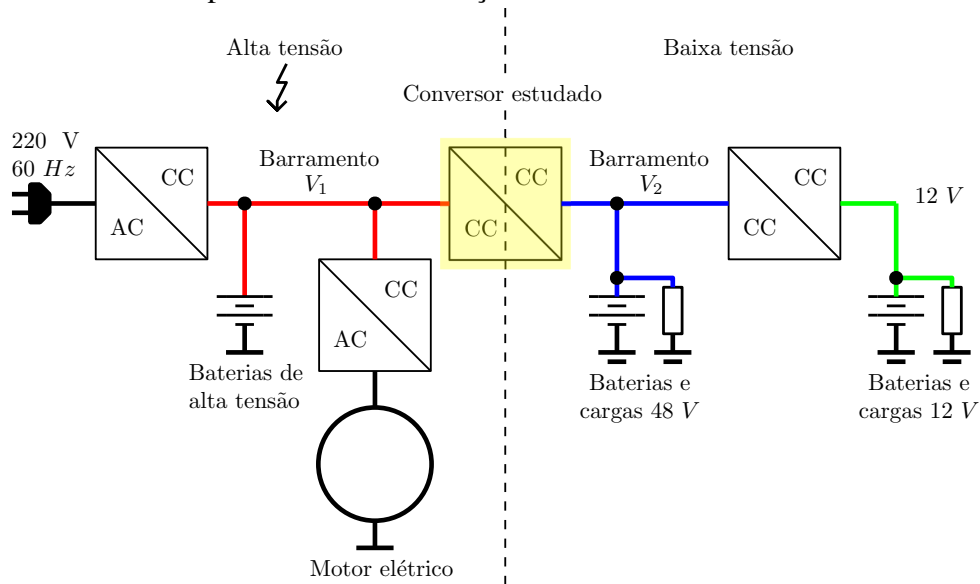 Alta tensão
Baixa tensão
Conversor estudado
220 V
60 Hz
Barramento
V1
Barramento
V2
CC
AC
CC
CC
CC
CC
12 V
CC
AC
Baterias de
alta tensão
Baterias e
cargas 48 V
Baterias e
cargas 12 V
Motor elétrico